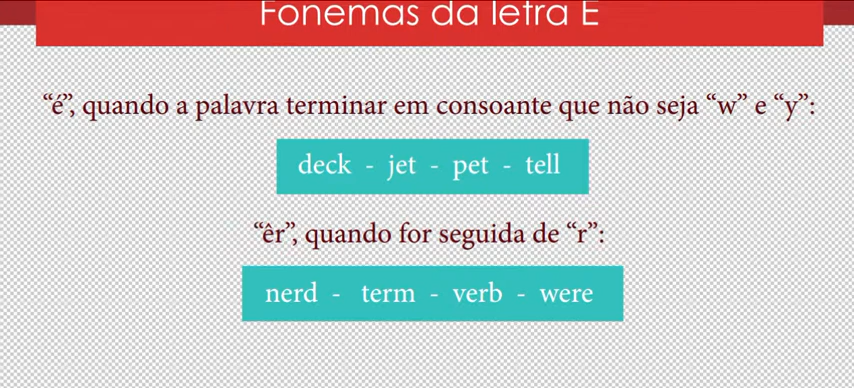 Fonemas da letra E
“é”, quando a palavra terminar em consoante que não seja “w” e “y”:
deck - jet - pet - tell
“êr”, quando for seguida de “r”:
nerd - term - verb - were